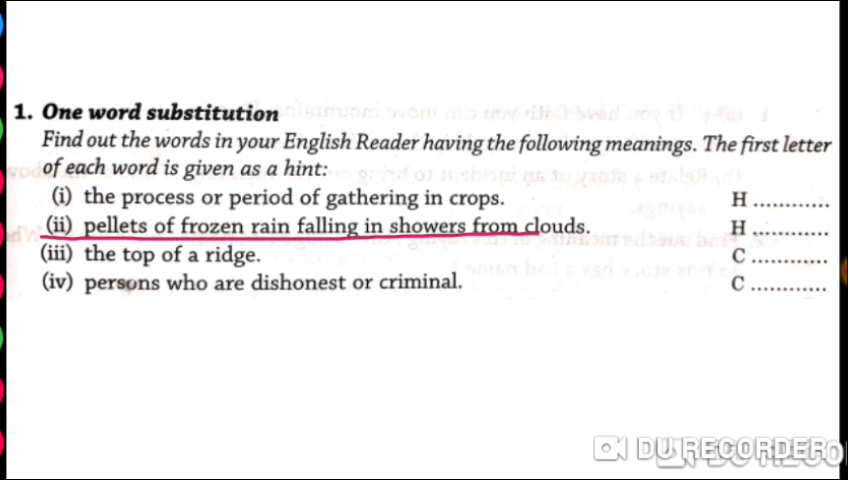 1. One word substitution
Find out the words in your English Reader having the following meanings. The first letter
of each word is given as a hint:
(i) the process or period of gathering in crops. H .............
(ii) pellets of frozen rain falling in showers from clouds. H .............
(iii) the top of a ridge. C .............
(iv) persons who are dishonest or criminal. C .............
DU RECORDER